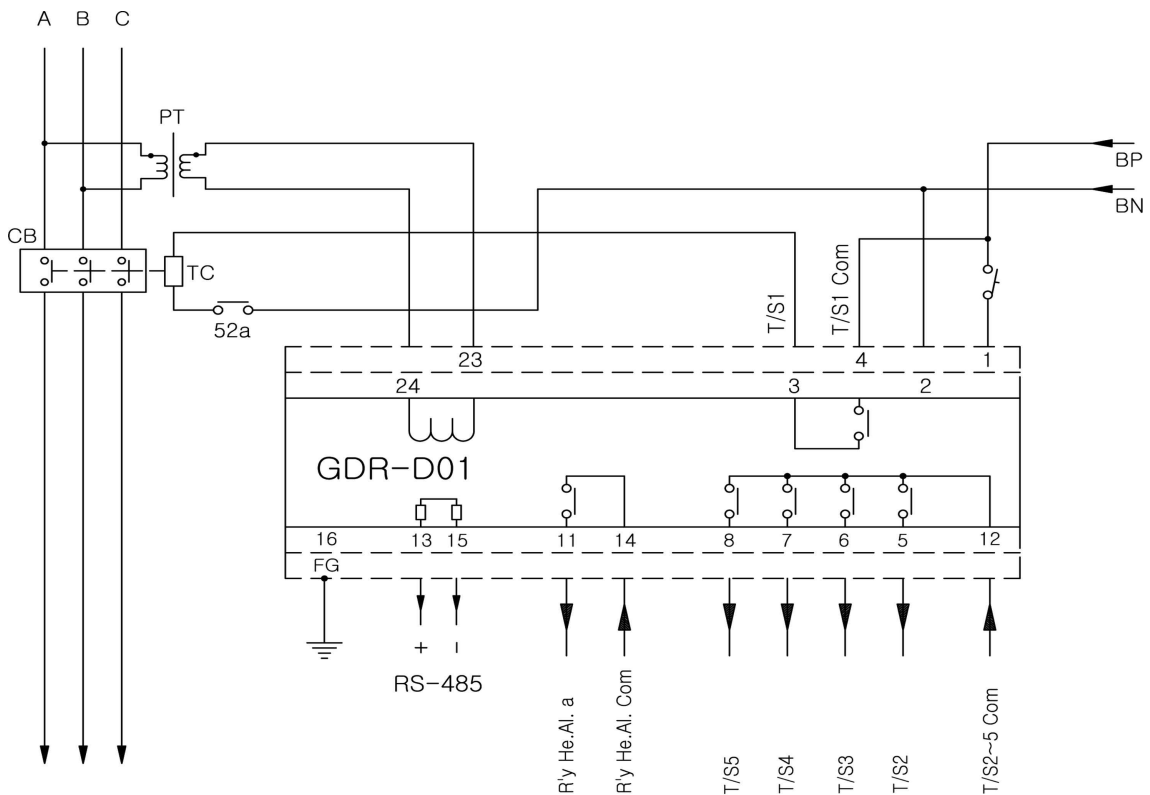 A B C
PT
BP
BN
CB
TC
52a
T/S1
T/S1 Com
23 4 1
24 3 2
GDR-D01
16 13 15 11 14 8 7 6 5 12
FG
+ -
RS-485
R'y He.Al. a
R'y He.Al. Com
T/S5
T/S4
T/S3
T/S2
T/S2~5 Com